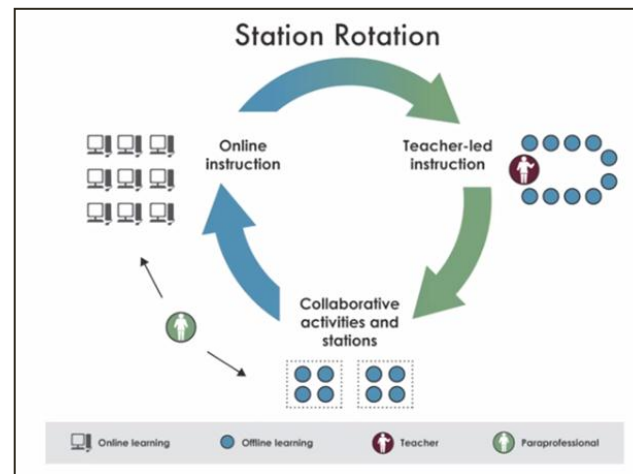 Station Rotation
Online
instruction
Teacher-led
instruction
Collaborative
activities and
stations
Online learning
Offline learning
Teacher
Paraprofessional